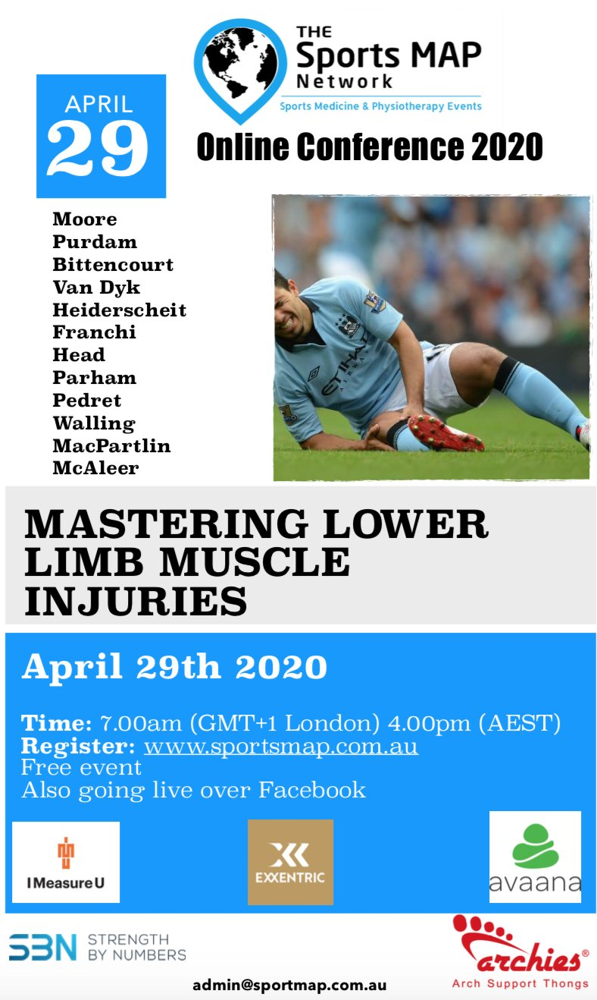 THE
Sports MAP
Network
Sports Medicine & Physiotherapy Events
APRIL
29
Online Conference 2020
Moore
Purdam
Bittencourt
Van Dyk
Heiderscheit
Franchi
Head
Parham
Pedret
Walling
MacPartlin
McAleer
ETIHAD
AIRWAYS
MASTERING LOWER
LIMB MUSCLE
INJURIES
April 29th 2020
Time: 7.00am (GMT+1 London) 4.00pm (AEST)
Register: www.sportsmap.com.au
Free event
Also going live over Facebook
I Measure U
EXXENTRIC
avaana
SBN STRENGTH
BY NUMBERS
archies®
Arch Support Thongs
admin@sportmap.com.au